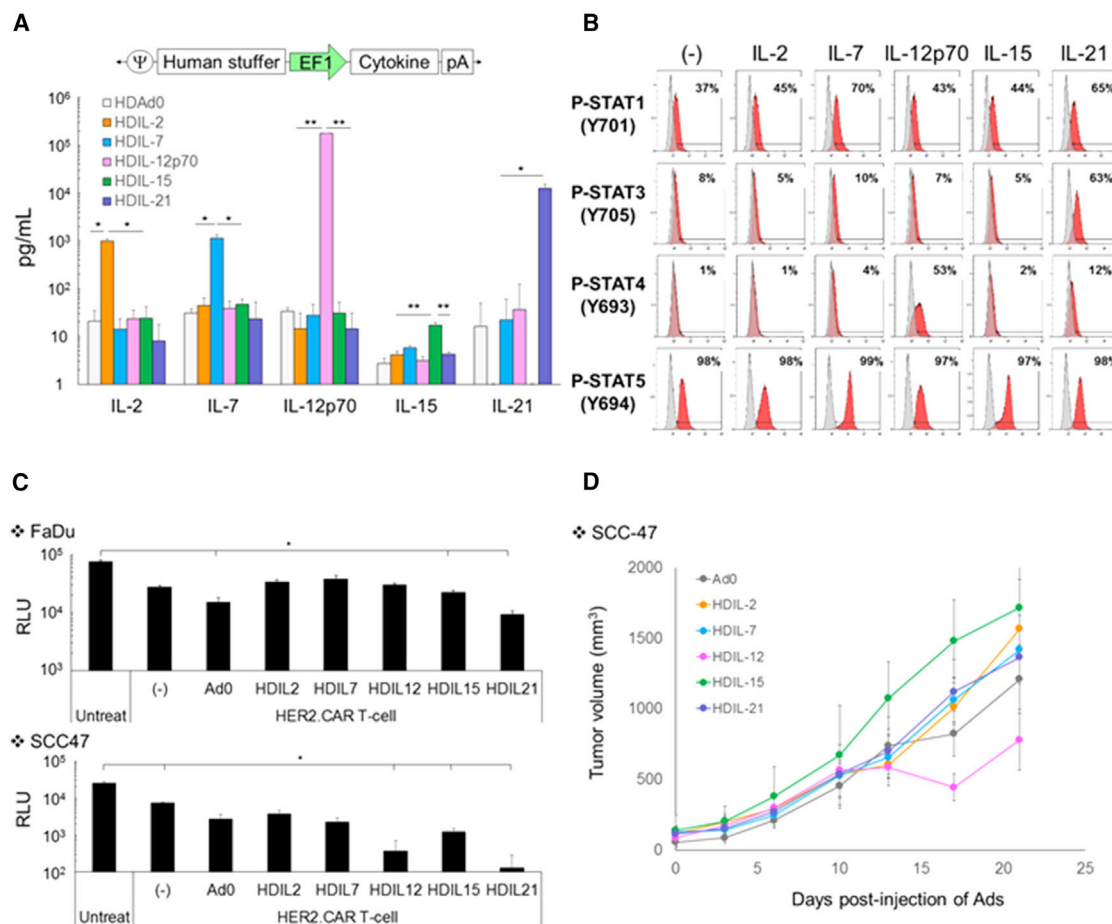 A
Ψ Human stuffer EF1 Cytokine pA
10⁶
10⁵
10⁴
10³
10²
10
1
pg/mL
HDAd0
HDIL-2
HDIL-7
HDIL-12p70
HDIL-15
HDIL-21
* * * * ** ** ** ** *
IL-2 IL-7 IL-12p70 IL-15 IL-21
B
(-) IL-2 IL-7 IL-12p70 IL-15 IL-21
P-STAT1
(Y701)
37% 45% 70% 43% 44% 65%
P-STAT3
(Y705)
8% 5% 10% 7% 5% 63%
P-STAT4
(Y693)
1% 1% 4% 53% 2% 12%
P-STAT5
(Y694)
98% 98% 99% 97% 97% 98%
C
❖ FaDu
*
10⁵
10⁴
10³
RLU
(-) Ad0 HDIL2 HDIL7 HDIL12 HDIL15 HDIL21
Untreat HER2.CAR T-cell
❖ SCC47
*
10⁵
10⁴
10³
10²
RLU
(-) Ad0 HDIL2 HDIL7 HDIL12 HDIL15 HDIL21
Untreat HER2.CAR T-cell
D
❖ SCC-47
2000
1500
1000
500
0
Tumor volume (mm³)
Ad0
HDIL-2
HDIL-7
HDIL-12
HDIL-15
HDIL-21
0 5 10 15 20 25
Days post-injection of Ads